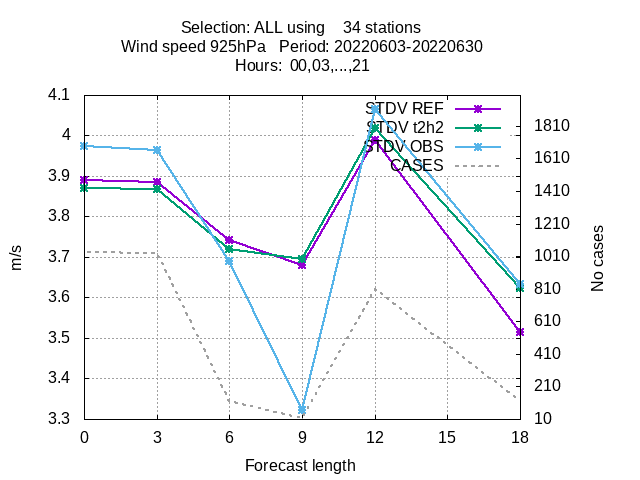 Selection: ALL using 34 stations
Wind speed 925hPa Period: 20220603-20220630
Hours: 00,03,...,21
STDV REF
STDV t2h2
STDV OBS
CASES
4.1
4
3.9
3.8
3.7
3.6
3.5
3.4
3.3
m/s
1810
1610
1410
1210
1010
810
610
410
210
10
No cases
0 3 6 9 12 15 18
Forecast length